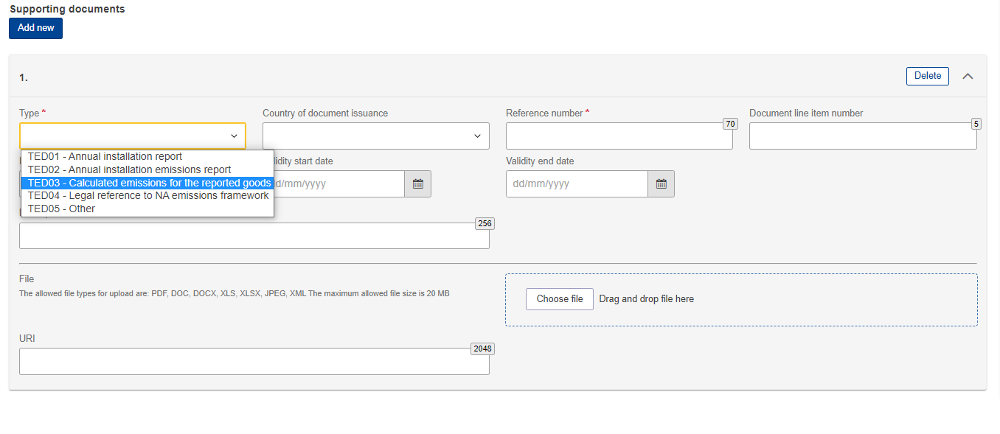 Supporting documents
Add new
1.
Delete
Type * Country of document issuance Reference number * Document line item number
70 5
TED01 - Annual installation report
TED02 - Annual installation emissions report
TED03 - Calculated emissions for the reported goods
TED04 - Legal reference to NA emissions framework
TED05 - Other
start date Validity end date
dd/mm/yyyy
256
File
The allowed file types for upload are: PDF, DOC, DOCX, XLS, XLSX, JPEG, XML The maximum allowed file size is 20 MB
Choose file Drag and drop file here
URI
2048